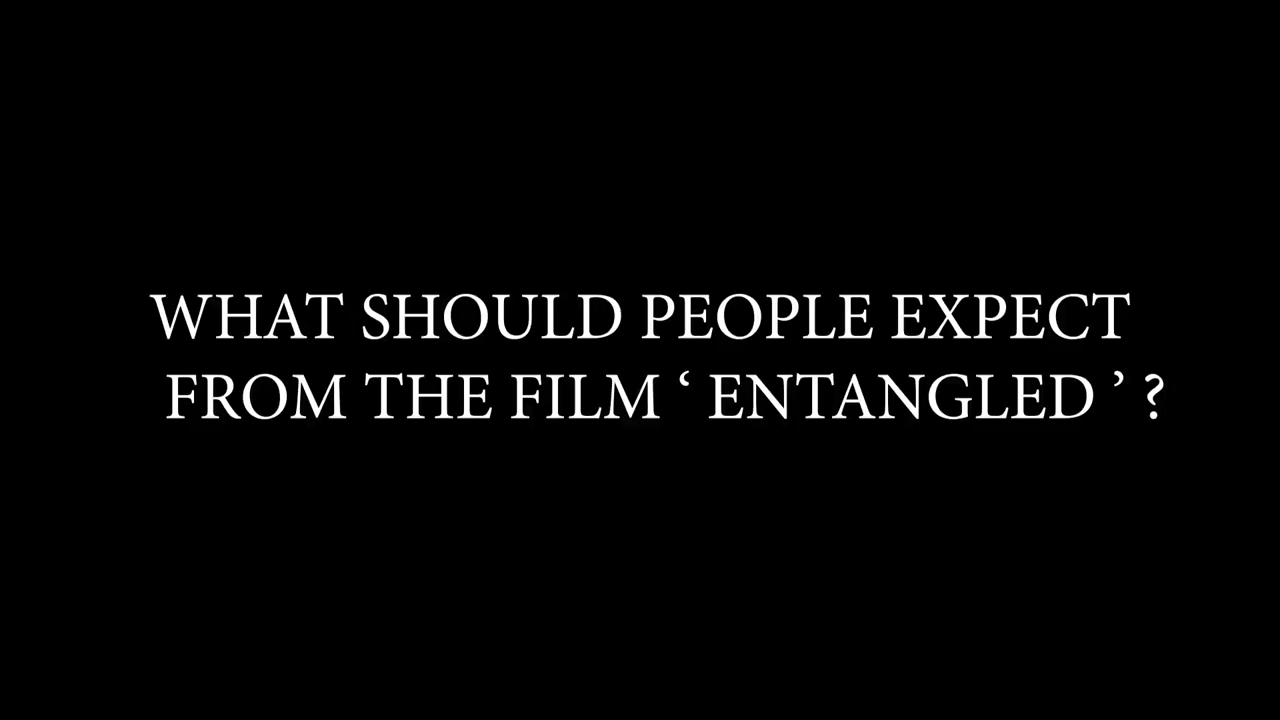 WHAT SHOULD PEOPLE EXPECT
FROM THE FILM ‘ ENTANGLED ’ ?